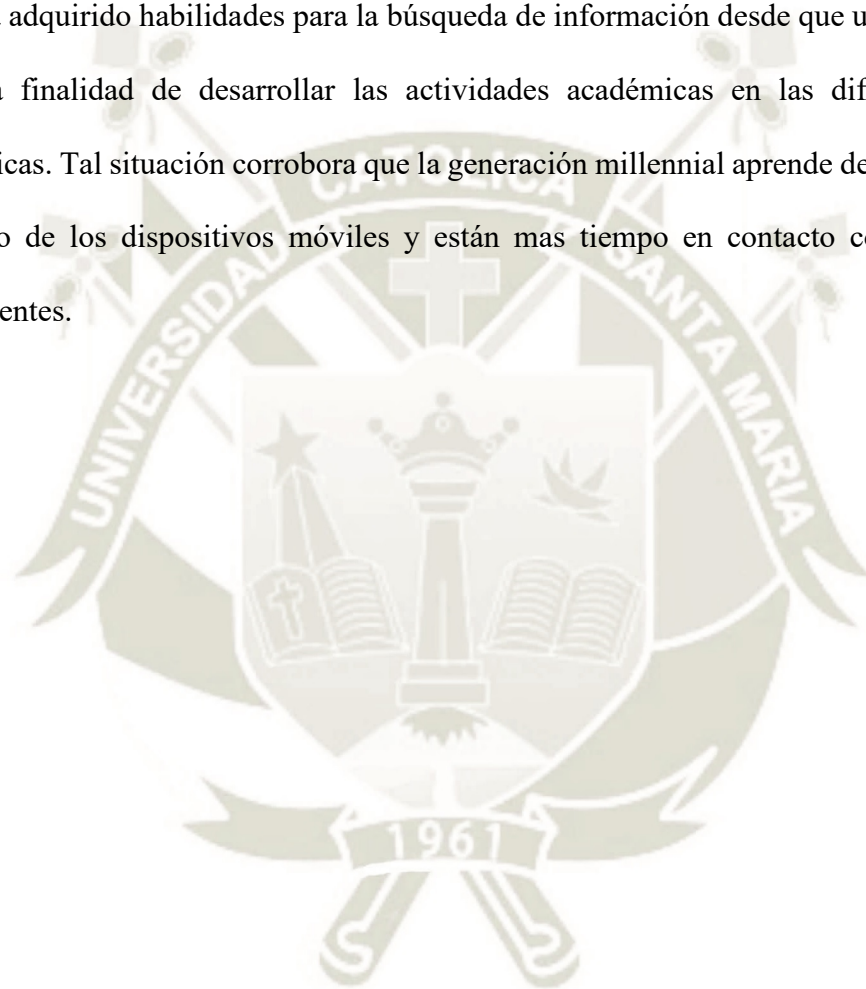 adquirido habilidades para la búsqueda de información desde que u
finalidad de desarrollar las actividades académicas en las dif
icas. Tal situación corrobora que la generación millennial aprende de
o de los dispositivos móviles y están mas tiempo en contacto c
entes.
CATOLICA
UNIVERSIDAD
SANTA MARIA
1961